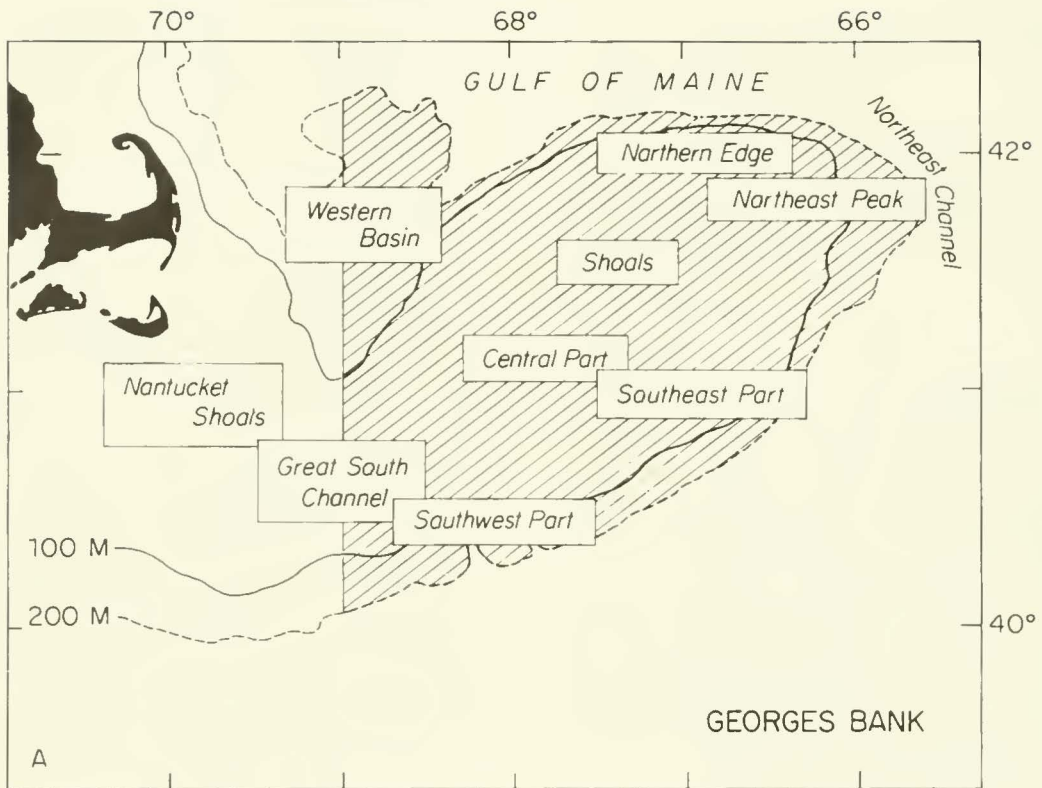 70°
68°
66°
GULF OF MAINE
Northeast Channel
42°
Northern Edge
Northeast Peak
Western
Basin
Shoals
Central Part
Southeast Part
Nantucket
Shoals
Great South
Channel
Southwest Part
100 M
200 M
40°
GEORGES BANK
A